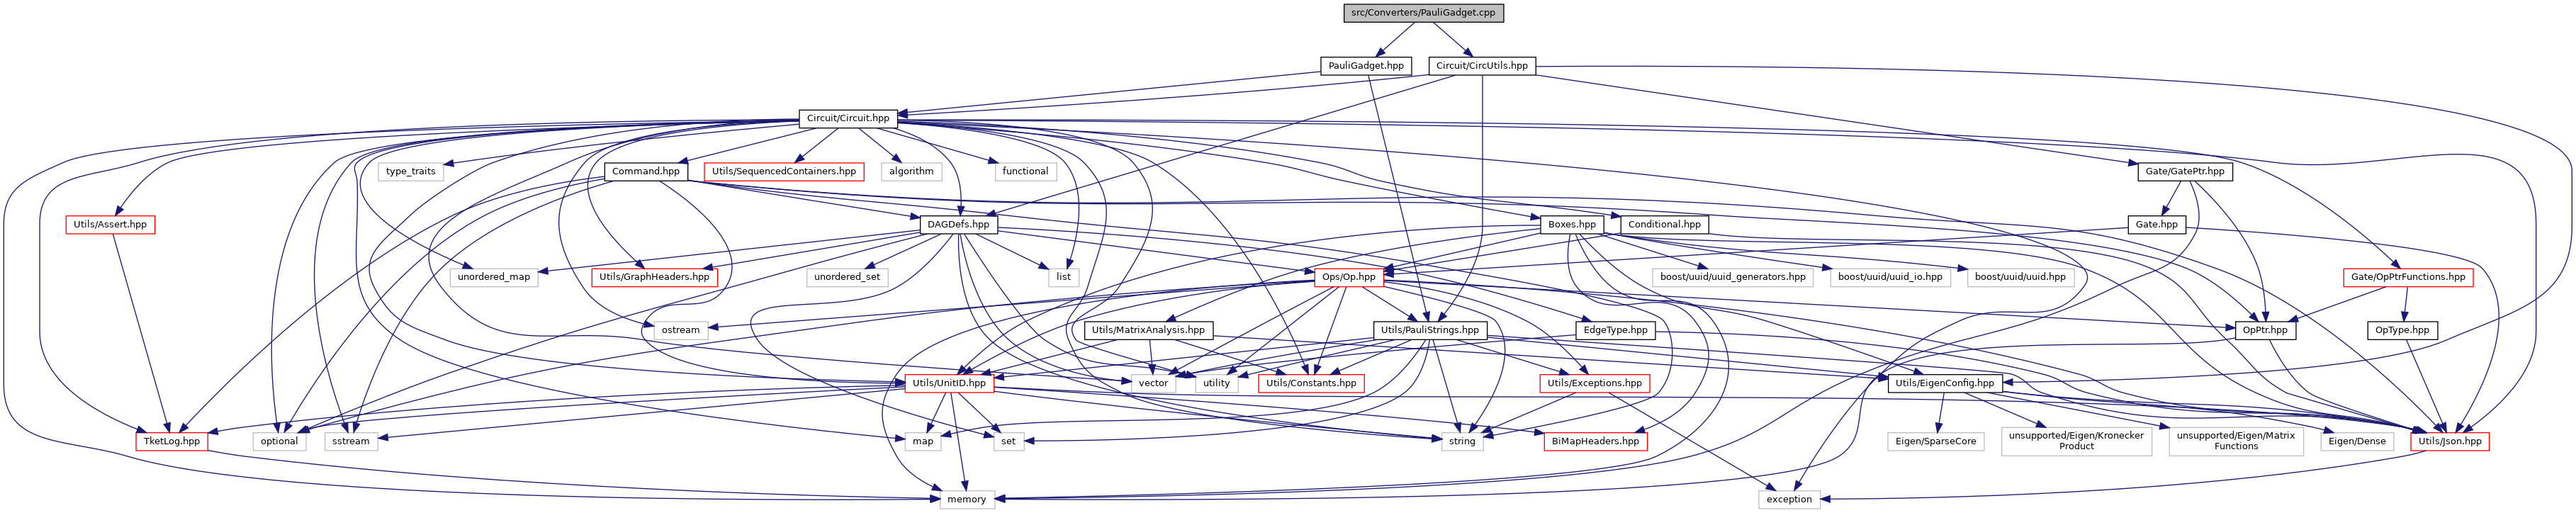 src/Converters/PauliGadget.cpp
PauliGadget.hpp
Circuit/CircUtils.hpp
Circuit/Circuit.hpp
type_traits
Command.hpp
Utils/SequencedContainers.hpp
algorithm
functional
Gate/GatePtr.hpp
Utils/Assert.hpp
DAGDefs.hpp
Boxes.hpp
Conditional.hpp
Gate.hpp
unordered_map
Utils/GraphHeaders.hpp
unordered_set
list
Ops/Op.hpp
boost/uuid/uuid_generators.hpp
boost/uuid/uuid_io.hpp
boost/uuid/uuid.hpp
Gate/OpPtrFunctions.hpp
ostream
Utils/MatrixAnalysis.hpp
Utils/PauliStrings.hpp
EdgeType.hpp
OpPtr.hpp
OpType.hpp
Utils/UnitID.hpp
vector
utility
Utils/Constants.hpp
Utils/Exceptions.hpp
Utils/EigenConfig.hpp
TketLog.hpp
optional
sstream
map
set
string
BiMapHeaders.hpp
Eigen/SparseCore
unsupported/Eigen/Kronecker
Product
unsupported/Eigen/Matrix
Functions
Eigen/Dense
Utils/Json.hpp
memory
exception